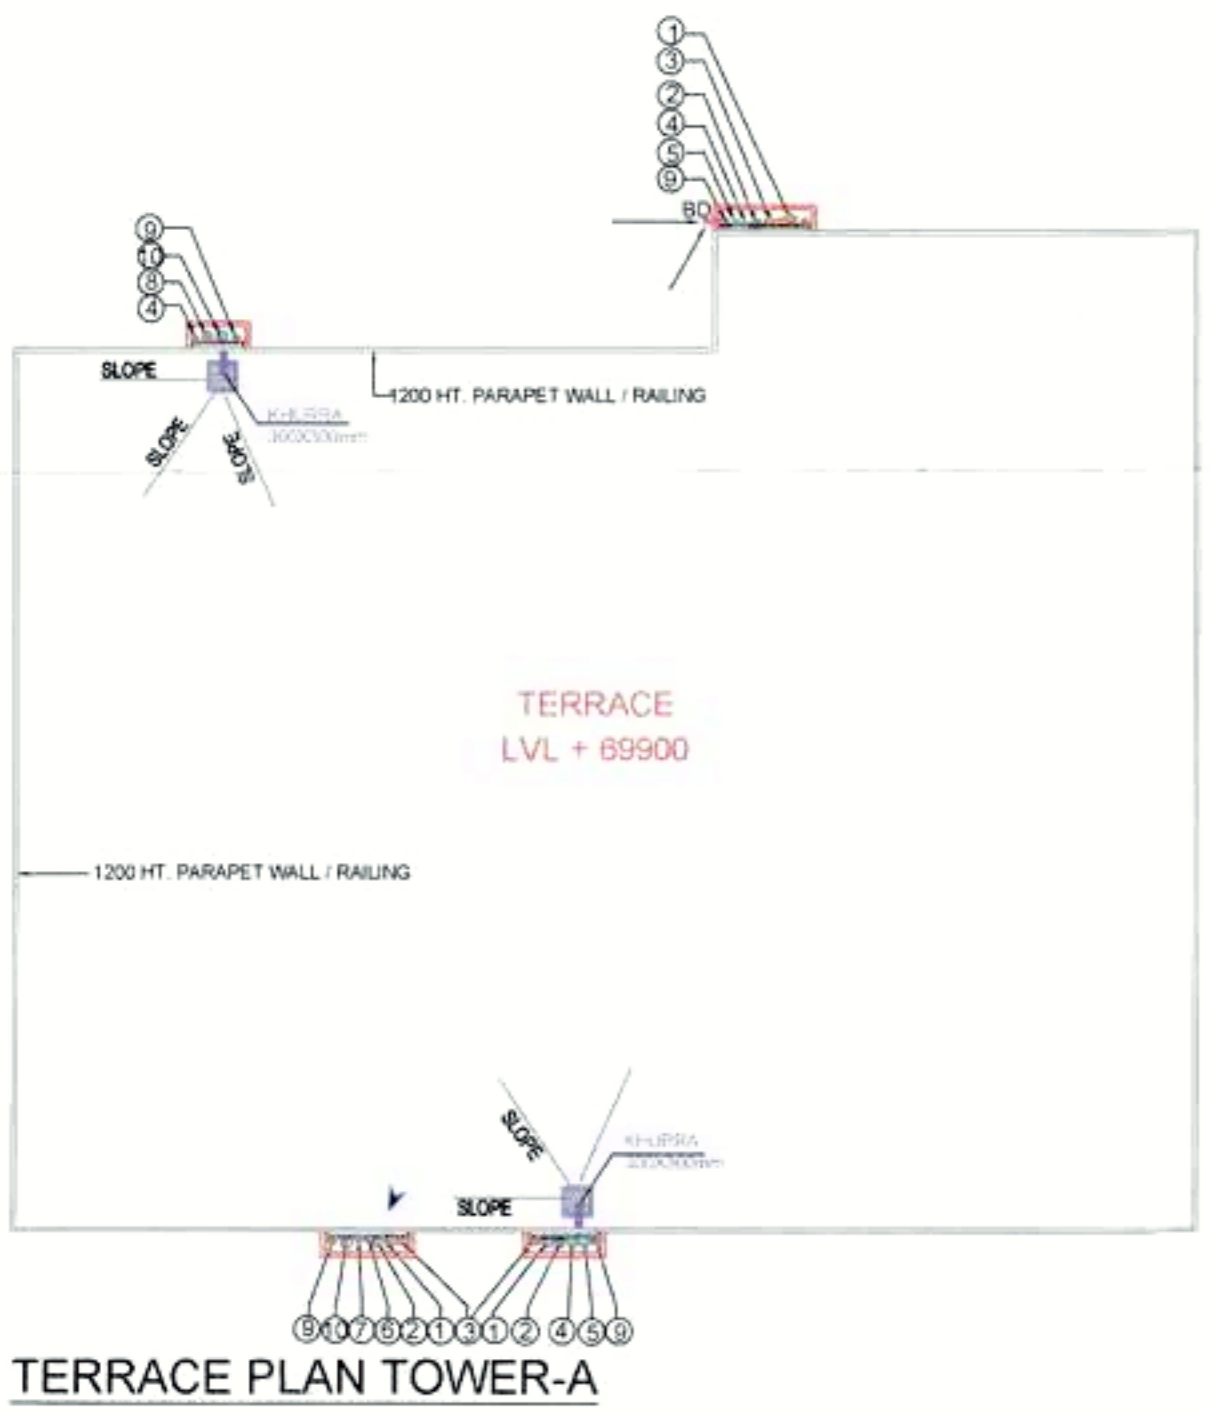 1
3
2
4
5
9
BD
9
10
8
4
SLOPE
1200 HT. PARAPET WALL / RAILING
KHURRA
300X300mm
SLOPE
SLOPE
TERRACE
LVL + 69900
1200 HT. PARAPET WALL / RAILING
SLOPE
KHURRA
300X300mm
SLOPE
9 10 7 6 2 1 3 1 2 4 5 9
TERRACE PLAN TOWER-A